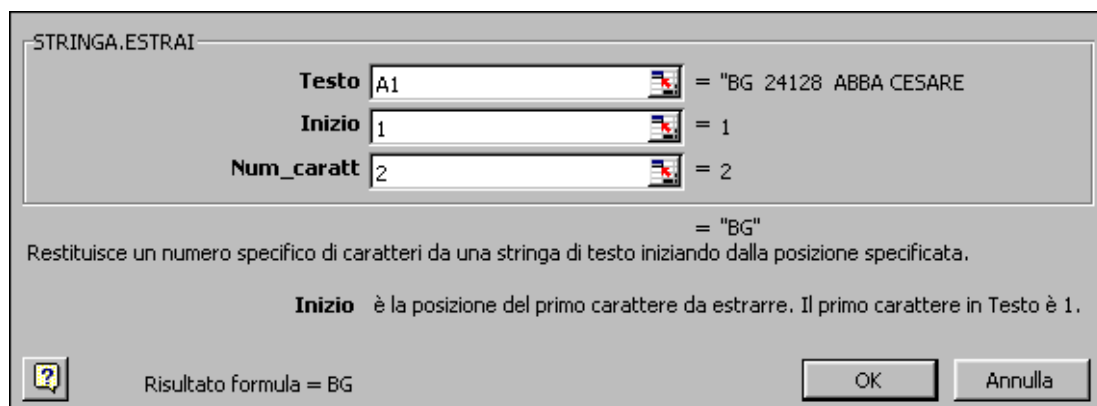 STRINGA.ESTRAI
Testo A1 = "BG 24128 ABBA CESARE
Inizio 1 = 1
Num_caratt 2 = 2
= "BG"
Restituisce un numero specifico di caratteri da una stringa di testo iniziando dalla posizione specificata.
Inizio è la posizione del primo carattere da estrarre. Il primo carattere in Testo è 1.
? Risultato formula = BG OK Annulla